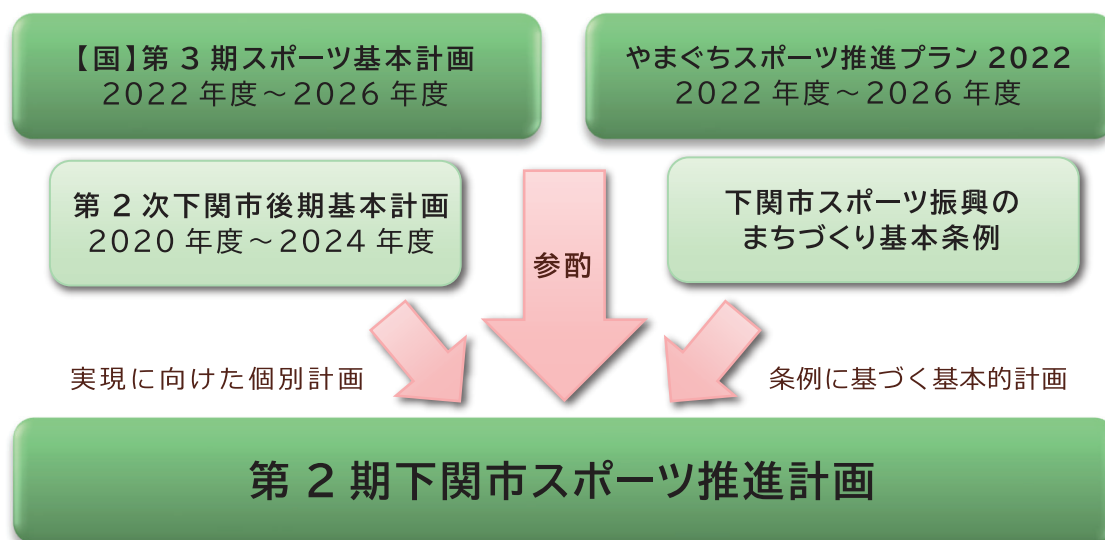 【国】第3期スポーツ基本計画
2022年度～2026年度
やまぐちスポーツ推進プラン2022
2022年度～2026年度
第2次下関市後期基本計画
2020年度～2024年度
下関市スポーツ振興の
まちづくり基本条例
参酌
実現に向けた個別計画
条例に基づく基本的計画
第2期下関市スポーツ推進計画